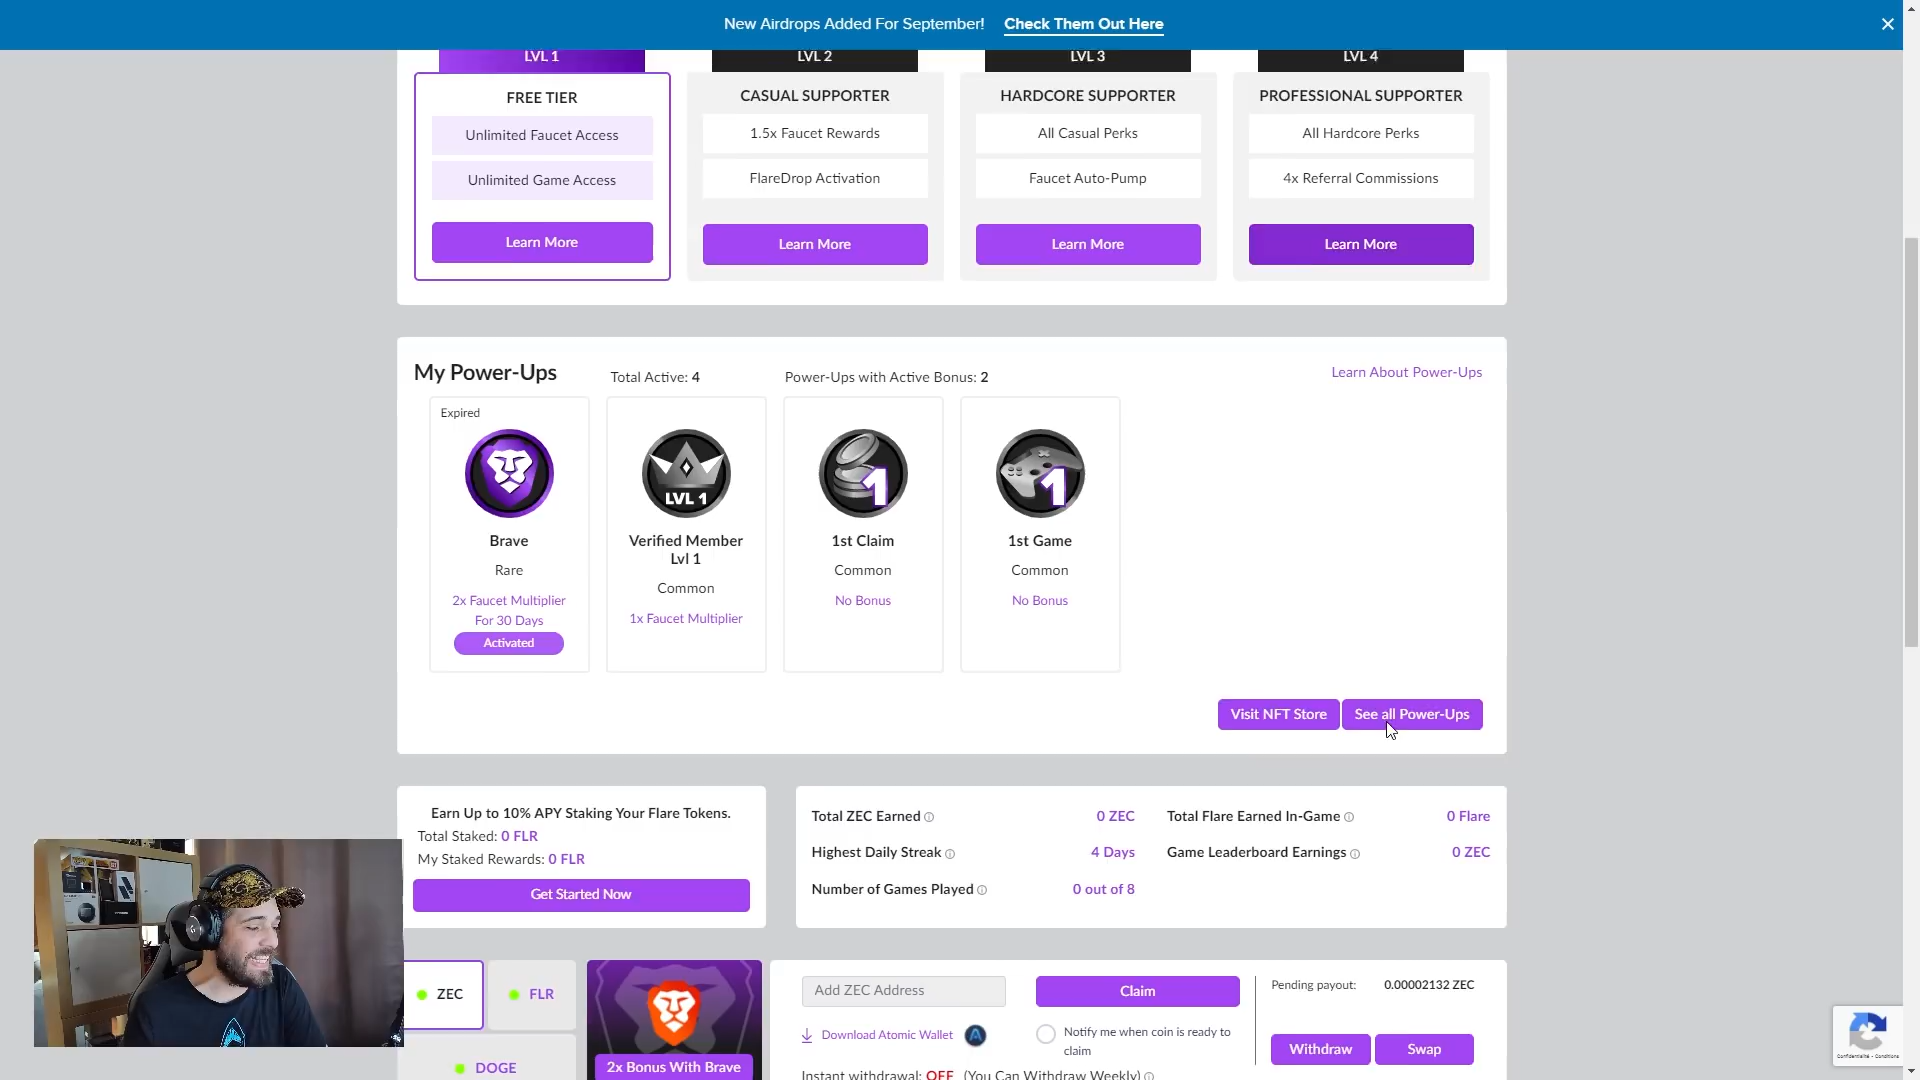 New Airdrops Added For September! Check Them Out Here
LVL 1
LVL 2
LVL 3
LVL 4
FREE TIER
Unlimited Faucet Access
Unlimited Game Access
Learn More
CASUAL SUPPORTER
1.5x Faucet Rewards
FlareDrop Activation
Learn More
HARDCORE SUPPORTER
All Casual Perks
Faucet Auto-Pump
Learn More
PROFESSIONAL SUPPORTER
All Hardcore Perks
4x Referral Commissions
Learn More
My Power-Ups
Total Active: 4
Power-Ups with Active Bonus: 2
Learn About Power-Ups
Expired
Brave
Rare
2x Faucet Multiplier
For 30 Days
Activated
LVL 1
Verified Member
Lvl 1
Common
1x Faucet Multiplier
1
1st Claim
Common
No Bonus
1
1st Game
Common
No Bonus
Visit NFT Store
See all Power-Ups
Earn Up to 10% APY Staking Your Flare Tokens.
Total Staked: 0 FLR
My Staked Rewards: 0 FLR
Get Started Now
Total ZEC Earned 0 ZEC
Total Flare Earned In-Game 0 Flare
Highest Daily Streak 4 Days
Game Leaderboard Earnings 0 ZEC
Number of Games Played 0 out of 8
ZEC
FLR
DOGE
2x Bonus With Brave
Add ZEC Address
Claim
Download Atomic Wallet
Notify me when coin is ready to
claim
Instant withdrawal: OFF (You Can Withdraw Weekly)
Pending payout: 0.00002132 ZEC
Withdraw
Swap
Confidentialité - Conditions